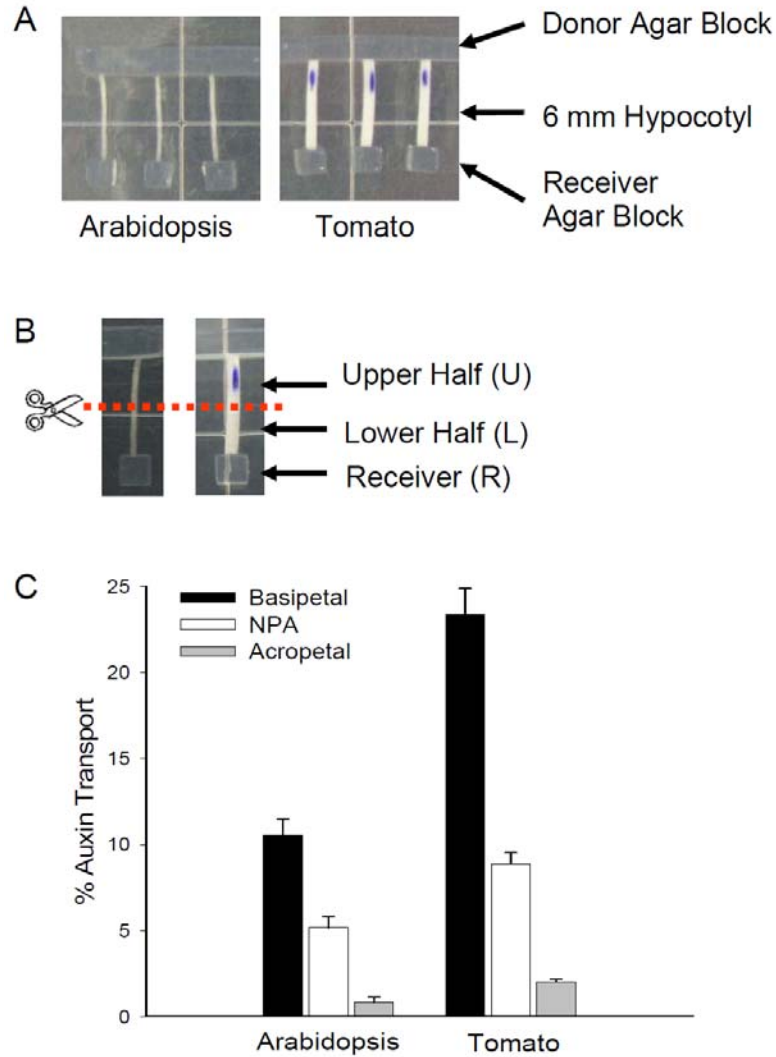 A
Donor Agar Block
6 mm Hypocotyl
Receiver
Agar Block
Arabidopsis
Tomato
B
Upper Half (U)
Lower Half (L)
Receiver (R)
C
25
20
15
10
5
0
% Auxin Transport
Basipetal
NPA
Acropetal
Arabidopsis
Tomato